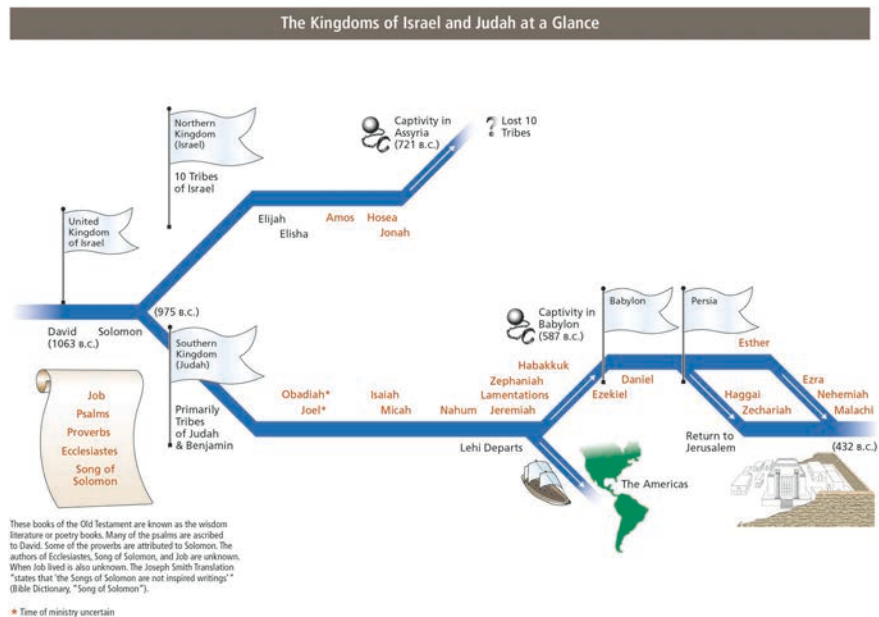 The Kingdoms of Israel and Judah at a Glance
Northern
Kingdom
(Israel)
10 Tribes
of Israel
Captivity in
Assyria
(721 B.C.)
? Lost 10
Tribes
United
Kingdom
of Israel
Elijah
Elisha
Amos
Hosea
Jonah
David
(1063 B.C.)
Solomon
(975 B.C.)
Southern
Kingdom
(Judah)
Primarily
Tribes
of Judah
& Benjamin
Obadiah*
Joel*
Isaiah
Micah
Nahum
Habakkuk
Zephaniah
Lamentations
Jeremiah
Captivity in
Babylon
(587 B.C.)
Babylon
Persia
Ezekiel
Daniel
Esther
Haggai
Zechariah
Ezra
Nehemiah
Malachi
Lehi Departs
The Americas
Return to
Jerusalem
(432 B.C.)
Job
Psalms
Proverbs
Ecclesiastes
Song of
Solomon
These books of the Old Testament are known as the wisdom
literature or poetry books. Many of the psalms are ascribed
to David. Some of the proverbs are attributed to Solomon. The
authors of Ecclesiastes, Song of Solomon, and Job are unknown.
When Job lived is also unknown. The Joseph Smith Translation
"states that 'the Songs of Solomon are not inspired writings'"
(Bible Dictionary, "Song of Solomon").
* Time of ministry uncertain